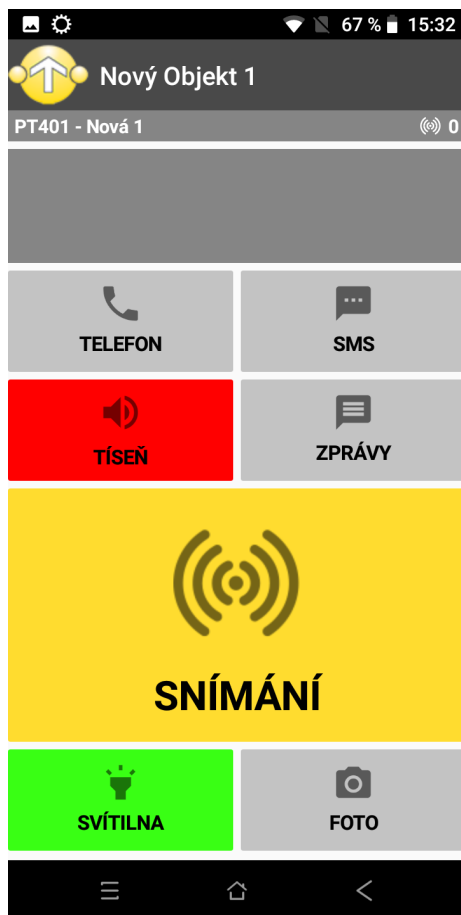 67 % 15:32
Nový Objekt 1
PT401 - Nová 1 0
TELEFON SMS
TÍSEŇ ZPRÁVY
SNÍMÁNÍ
SVÍTILNA FOTO